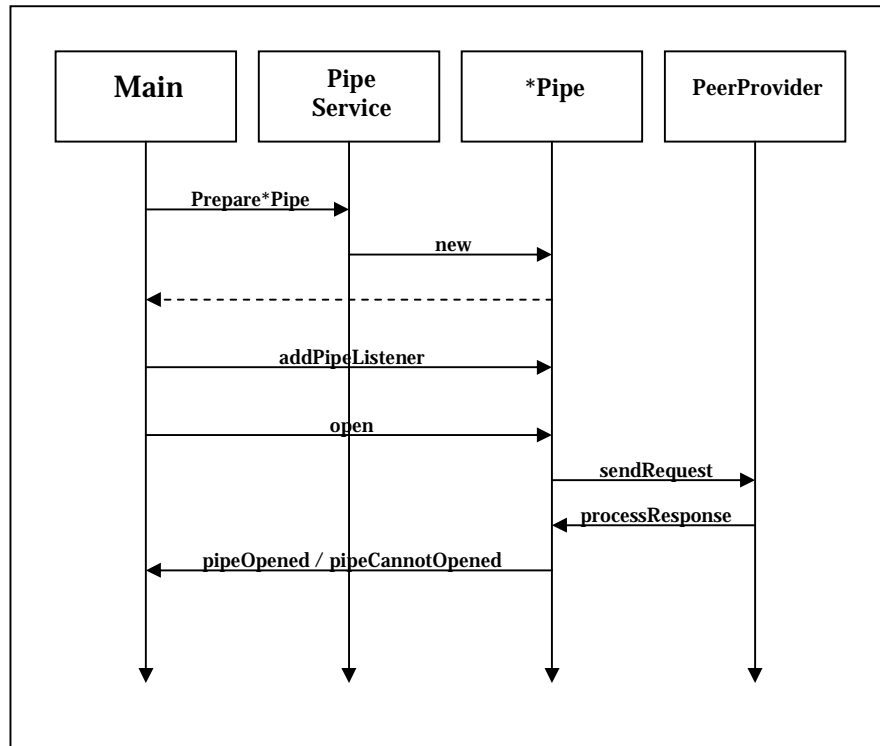 Main
Pipe
Service
*Pipe
PeerProvider
Prepare*Pipe
new
addPipeListener
open
sendRequest
processResponse
pipeOpened / pipeCannotOpened